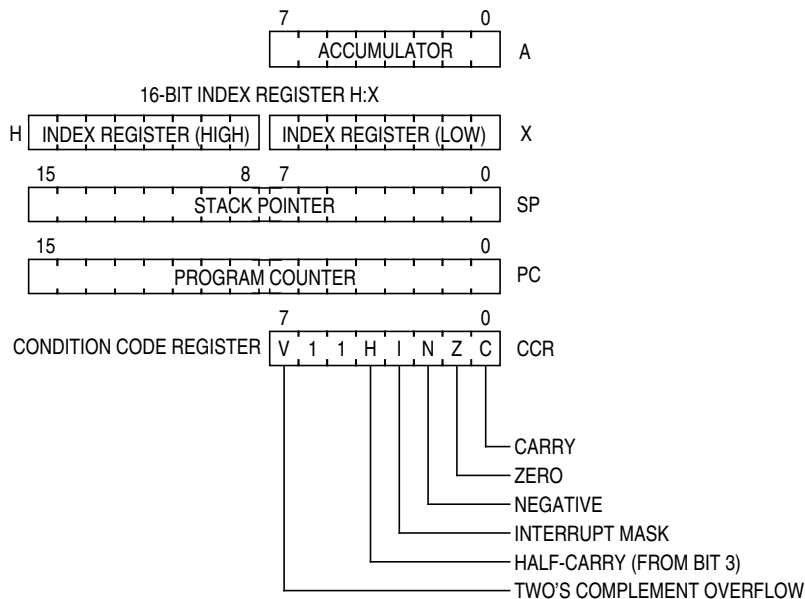 7 0
ACCUMULATOR A
16-BIT INDEX REGISTER H:X
H INDEX REGISTER (HIGH) INDEX REGISTER (LOW) X
15 8 7 0
STACK POINTER SP
15 0
PROGRAM COUNTER PC
7 0
CONDITION CODE REGISTER V 1 1 H I N Z C CCR
CARRY
ZERO
NEGATIVE
INTERRUPT MASK
HALF-CARRY (FROM BIT 3)
TWO'S COMPLEMENT OVERFLOW